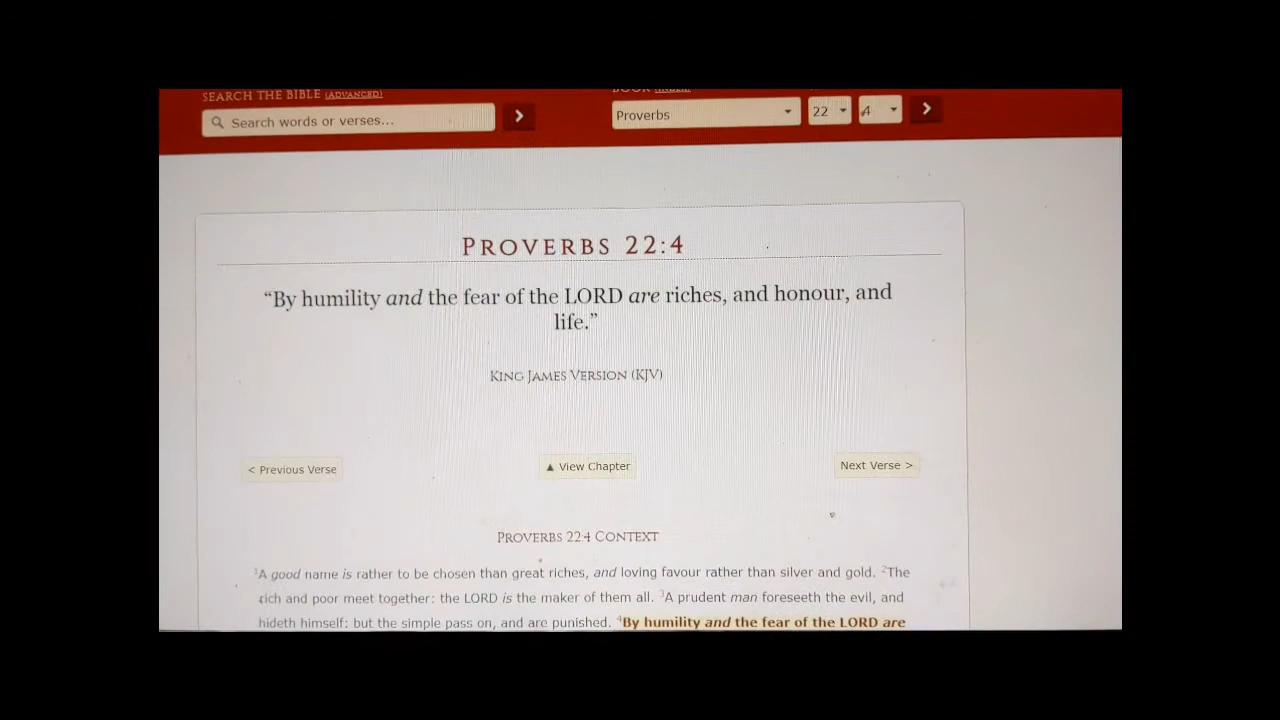 SEARCH THE BIBLE (ADVANCED)
Search words or verses...
Proverbs 22 4
PROVERBS 22:4
“By humility and the fear of the LORD are riches, and honour, and
life.”
KING JAMES VERSION (KJV)
< Previous Verse ▲ View Chapter Next Verse >
PROVERBS 22:4 CONTEXT
¹A good name is rather to be chosen than great riches, and loving favour rather than silver and gold. ²The
rich and poor meet together: the LORD is the maker of them all. ³A prudent man foreseeth the evil, and
hideth himself: but the simple pass on, and are punished. ⁴By humility and the fear of the LORD are